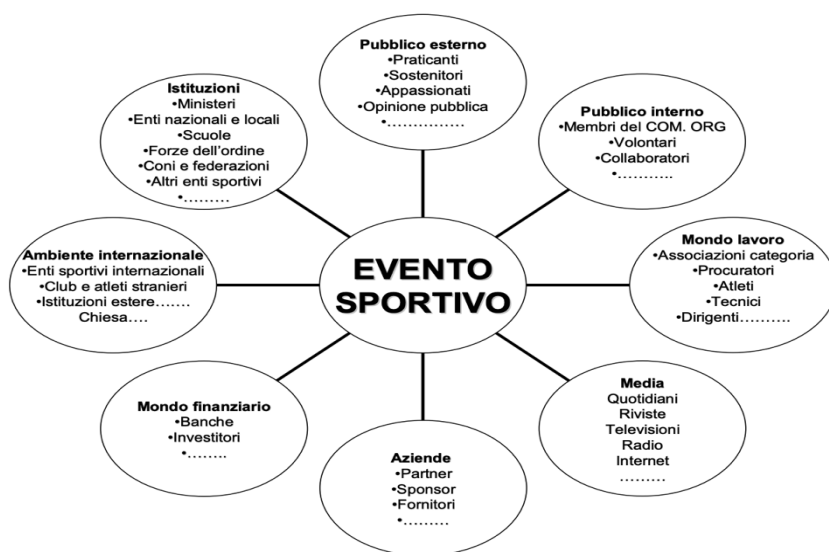 Pubblico esterno
•Praticanti
•Sostenitori
•Appassionati
•Opinione pubblica
•……………
Istituzioni
•Ministeri
•Enti nazionali e locali
•Scuole
•Forze dell'ordine
•Coni e federazioni
•Altri enti sportivi
•………
Pubblico interno
•Membri del COM. ORG
•Volontari
•Collaboratori
•………..
Ambiente internazionale
•Enti sportivi internazionali
•Club e atleti stranieri
•Istituzioni estere…….
Chiesa….
EVENTO
SPORTIVO
Mondo lavoro
•Associazioni categoria
•Procuratori
•Atleti
•Tecnici
•Dirigenti……….
Mondo finanziario
•Banche
•Investitori
•……..
Aziende
•Partner
•Sponsor
•Fornitori
•………
Media
Quotidiani
Riviste
Televisioni
Radio
Internet
………